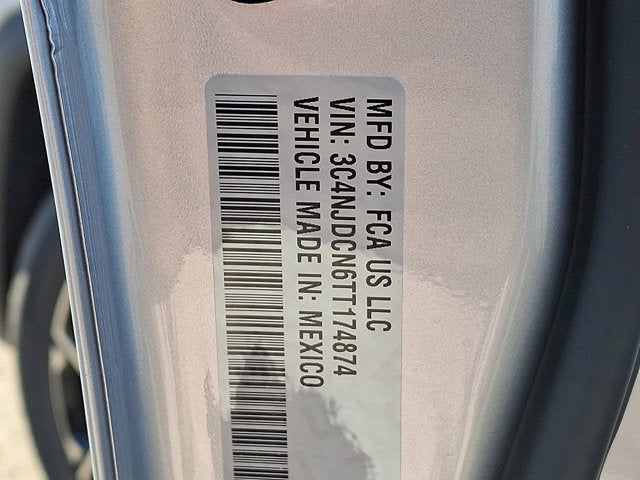 MFD BY: FCA US LLC
VIN: 3C4NJDCN6TT174874
VEHICLE MADE IN: MEXICO